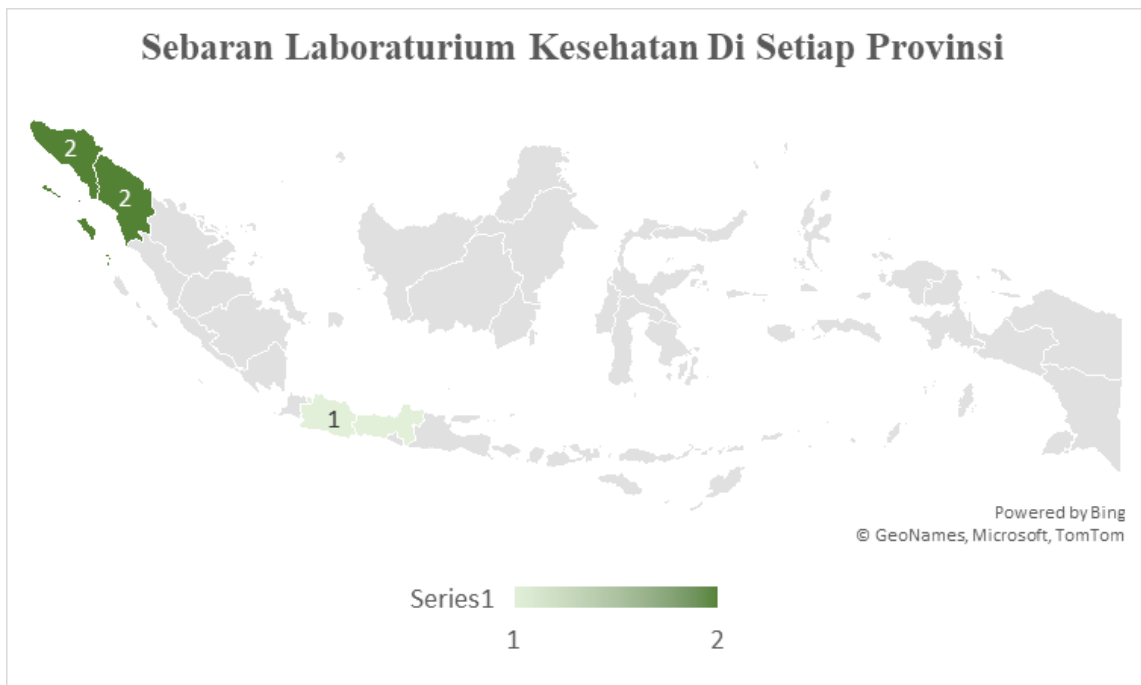 Sebaran Laboraturium Kesehatan Di Setiap Provinsi
2
2
1
Powered by Bing
© GeoNames, Microsoft, TomTom
Series1
1 2